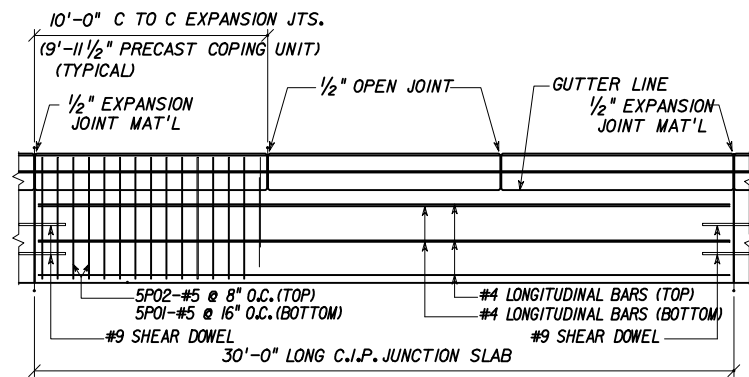 10'-0" C TO C EXPANSION JTS.
(9'-11 1/2" PRECAST COPING UNIT)
(TYPICAL)
1/2" EXPANSION
JOINT MAT'L
1/2" OPEN JOINT
GUTTER LINE
1/2" EXPANSION
JOINT MAT'L
5P02-#5 @ 8" O.C.(TOP)
5P01-#5 @ 16" O.C.(BOTTOM)
#9 SHEAR DOWEL
#4 LONGITUDINAL BARS (TOP)
#4 LONGITUDINAL BARS (BOTTOM)
#9 SHEAR DOWEL
30'-0" LONG C.I.P. JUNCTION SLAB